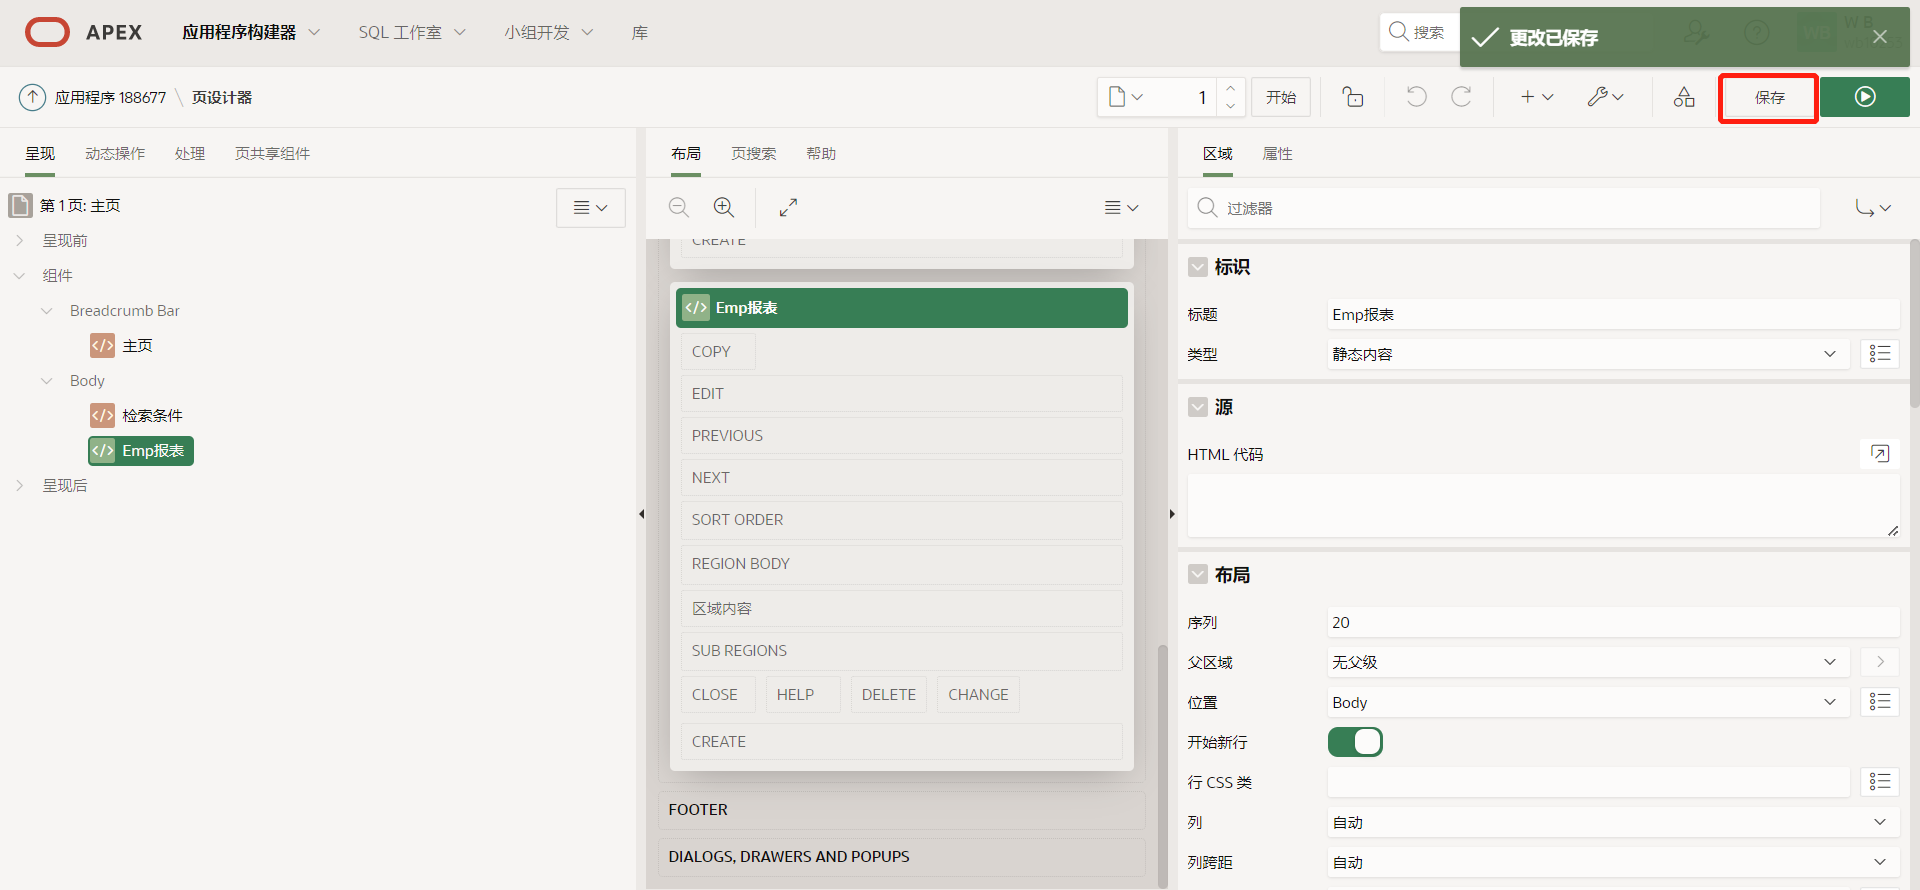 APEX
应用程序构建器
SQL 工作室
小组开发
库
搜索
更改已保存
应用程序 188677
页设计器
1
开始
保存
呈现
动态操作
处理
页共享组件
布局
页搜索
帮助
区域
属性
第 1 页: 主页
过滤器
呈现前
组件
Breadcrumb Bar
主页
Body
检索条件
Emp报表
呈现后
CREATE
Emp报表
COPY
EDIT
PREVIOUS
NEXT
SORT ORDER
REGION BODY
区域内容
SUB REGIONS
CLOSE
HELP
DELETE
CHANGE
CREATE
FOOTER
DIALOGS, DRAWERS AND POPUPS
标识
标题
Emp报表
类型
静态内容
源
HTML 代码
布局
序列
20
父区域
无父级
位置
Body
开始新行
行 CSS 类
列
自动
列跨距
自动